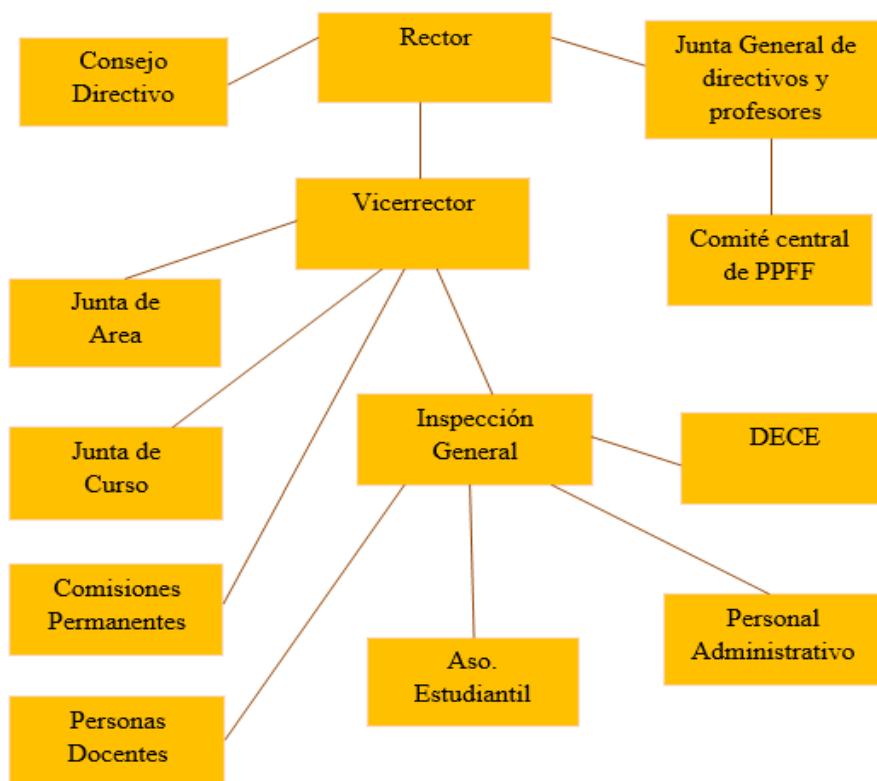 Rector
Consejo
Directivo
Junta General de
directivos y
profesores
Vicerrector
Comité central
de PPFF
Junta de
Area
Inspección
General
DECE
Junta de
Curso
Comisiones
Permanentes
Personal
Administrativo
Aso.
Estudiantil
Personas
Docentes